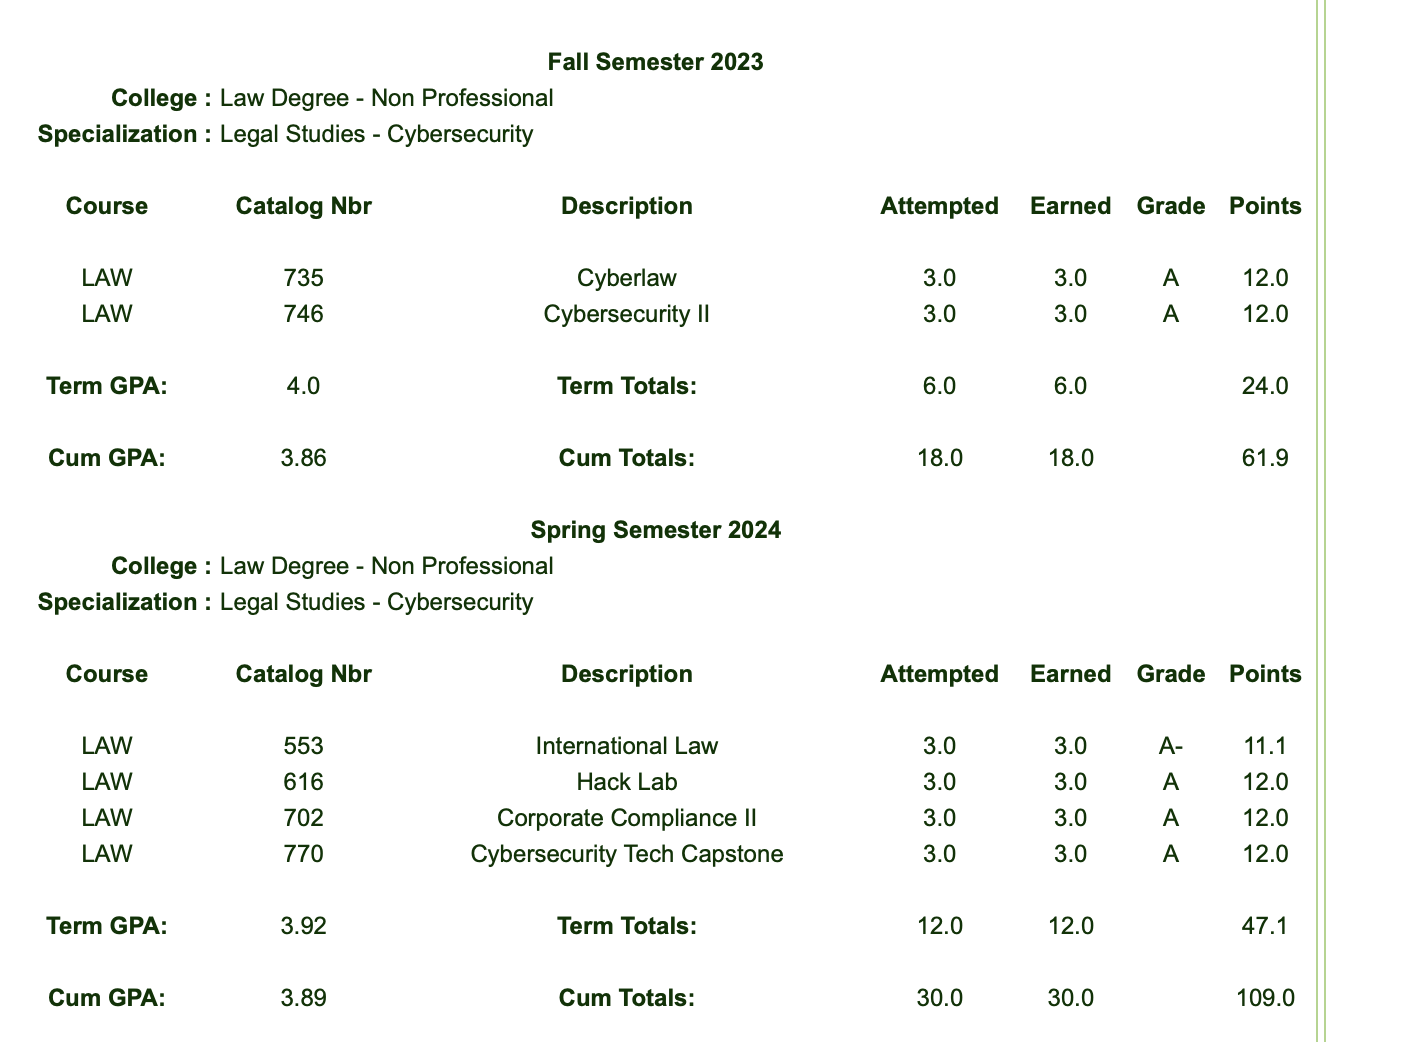 Fall Semester 2023
College : Law Degree - Non Professional
Specialization : Legal Studies - Cybersecurity
Course Catalog Nbr Description Attempted Earned Grade Points
LAW 735 Cyberlaw 3.0 3.0 A 12.0
LAW 746 Cybersecurity II 3.0 3.0 A 12.0
Term GPA: 4.0 Term Totals: 6.0 6.0 24.0
Cum GPA: 3.86 Cum Totals: 18.0 18.0 61.9
Spring Semester 2024
College : Law Degree - Non Professional
Specialization : Legal Studies - Cybersecurity
Course Catalog Nbr Description Attempted Earned Grade Points
LAW 553 International Law 3.0 3.0 A- 11.1
LAW 616 Hack Lab 3.0 3.0 A 12.0
LAW 702 Corporate Compliance II 3.0 3.0 A 12.0
LAW 770 Cybersecurity Tech Capstone 3.0 3.0 A 12.0
Term GPA: 3.92 Term Totals: 12.0 12.0 47.1
Cum GPA: 3.89 Cum Totals: 30.0 30.0 109.0